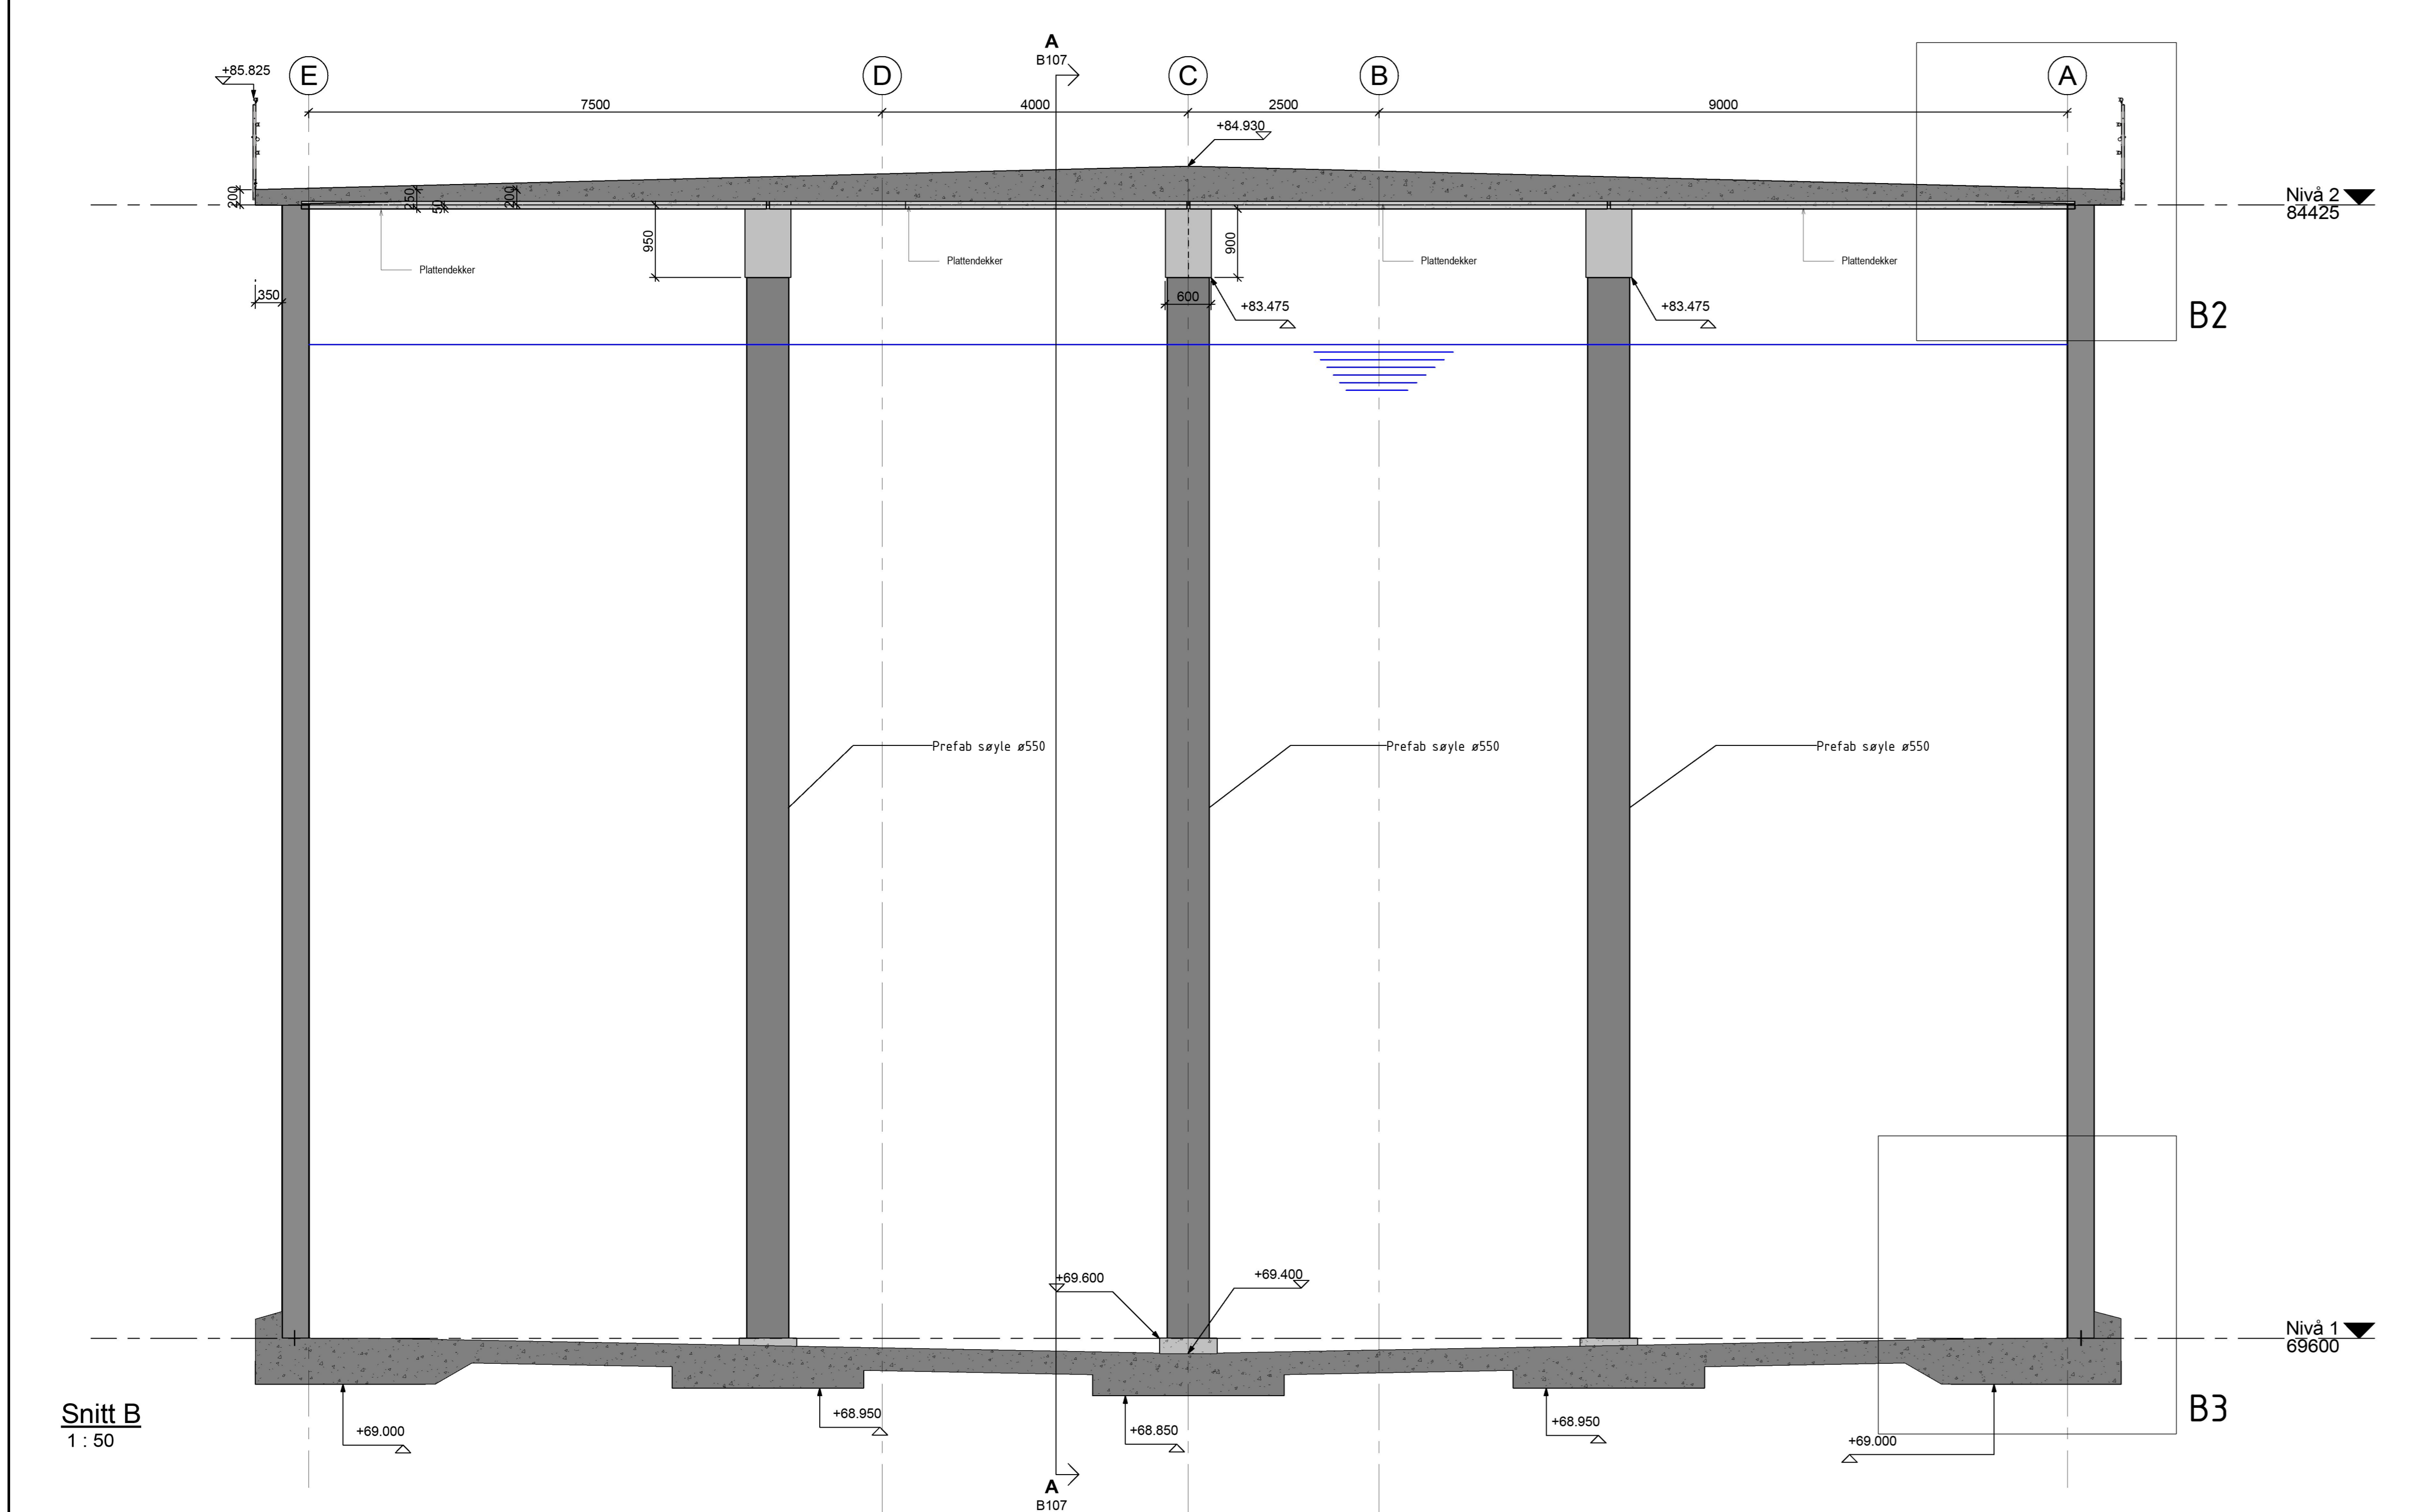 A
B107
+85.825
E
D
C
B
A
7500
4000
2500
9000
+84.930
200
250
50
200
Nivå 2
84425
950
900
Plattendekker
Plattendekker
Plattendekker
Plattendekker
350
600
+83.475
+83.475
B2
Prefab søyle ø550
Prefab søyle ø550
Prefab søyle ø550
+69.600
+69.400
Nivå 1
69600
Snitt B
1 : 50
+69.000
+68.950
+68.850
+68.950
+69.000
B3
A
B107